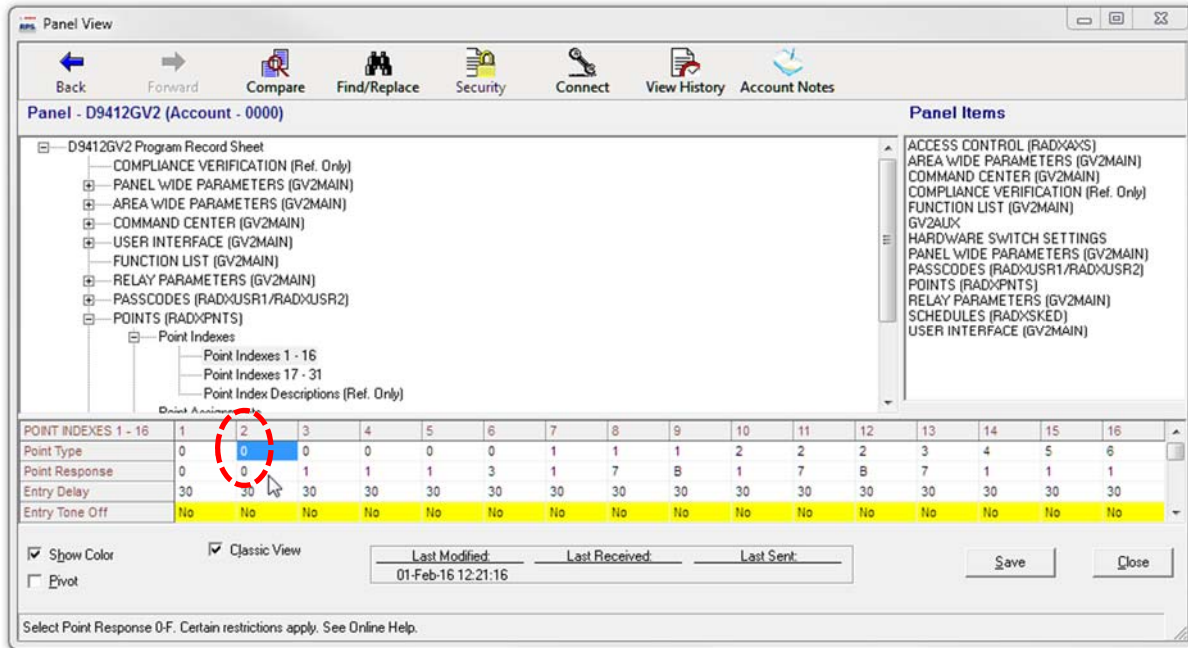 RPS Panel View
Back Forward Compare Find/Replace Security Connect View History Account Notes
Panel - D9412GV2 (Account - 0000)
D9412GV2 Program Record Sheet
COMPLIANCE VERIFICATION (Ref. Only)
PANEL WIDE PARAMETERS (GV2MAIN)
AREA WIDE PARAMETERS (GV2MAIN)
COMMAND CENTER (GV2MAIN)
USER INTERFACE (GV2MAIN)
FUNCTION LIST (GV2MAIN)
RELAY PARAMETERS (GV2MAIN)
PASSCODES (RADXUSR1/RADXUSR2)
POINTS (RADXPNTS)
Point Indexes
Point Indexes 1 - 16
Point Indexes 17 - 31
Point Index Descriptions (Ref. Only)
Point Assignments
Panel Items
ACCESS CONTROL (RADXAXS)
AREA WIDE PARAMETERS (GV2MAIN)
COMMAND CENTER (GV2MAIN)
COMPLIANCE VERIFICATION (Ref. Only)
FUNCTION LIST (GV2MAIN)
GV2AUX
HARDWARE SWITCH SETTINGS
PANEL WIDE PARAMETERS (GV2MAIN)
PASSCODES (RADXUSR1/RADXUSR2)
POINTS (RADXPNTS)
RELAY PARAMETERS (GV2MAIN)
SCHEDULES (RADXSKED)
USER INTERFACE (GV2MAIN)
POINT INDEXES 1 - 16 1 2 3 4 5 6 7 8 9 10 11 12 13 14 15 16
Point Type 0 0 0 0 0 0 1 1 1 2 2 2 3 4 5 6
Point Response 0 0 1 1 1 3 1 7 B 1 7 B 7 1 1 1
Entry Delay 30 30 30 30 30 30 30 30 30 30 30 30 30 30 30 30
Entry Tone Off No No No No No No No No No No No No No No No No
Show Color Classic View Last Modified: Last Received: Last Sent: Save Close
Pivot 01-Feb-16 12:21:16
Select Point Response 0-F. Certain restrictions apply. See Online Help.